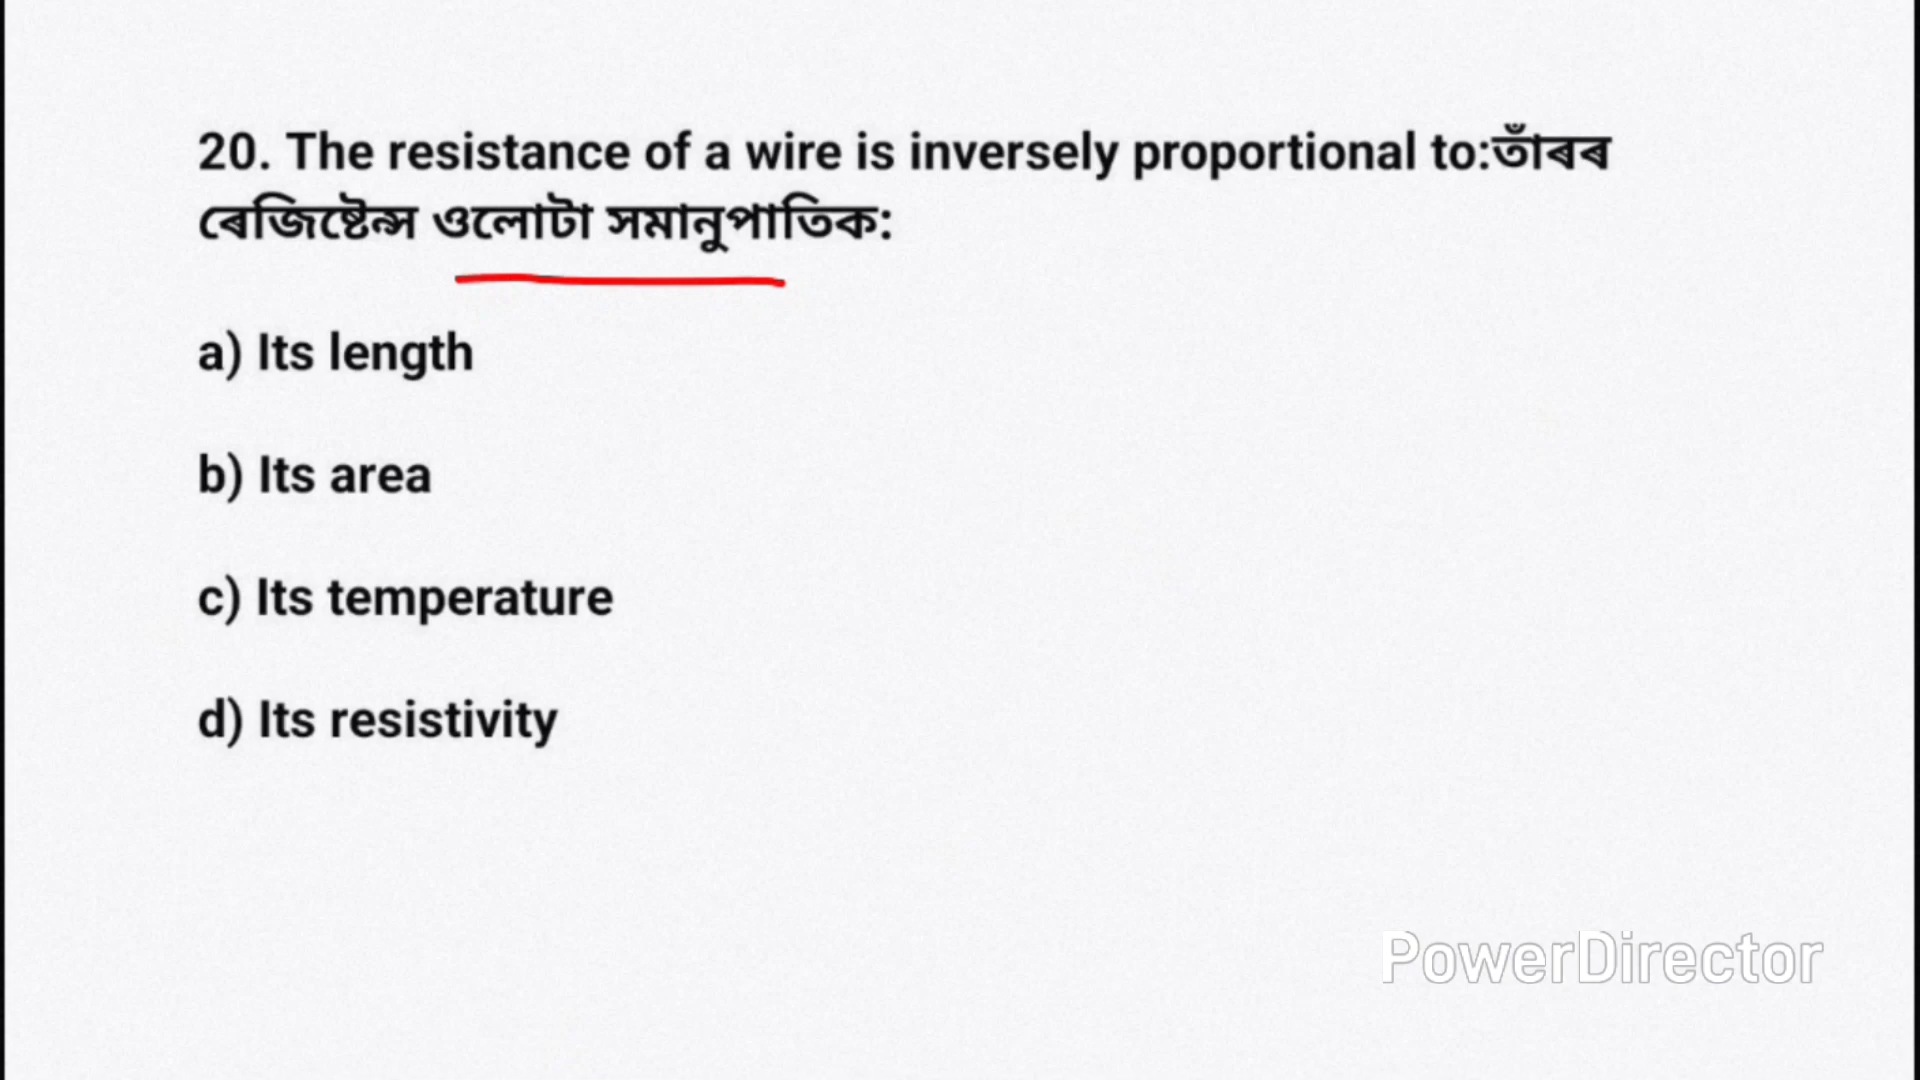 20. The resistance of a wire is inversely proportional to:তাঁৰৰ
ৰেজিষ্টেন্স ওলোটা সমানুপাতিক:
a) Its length
b) Its area
c) Its temperature
d) Its resistivity
PowerDirector